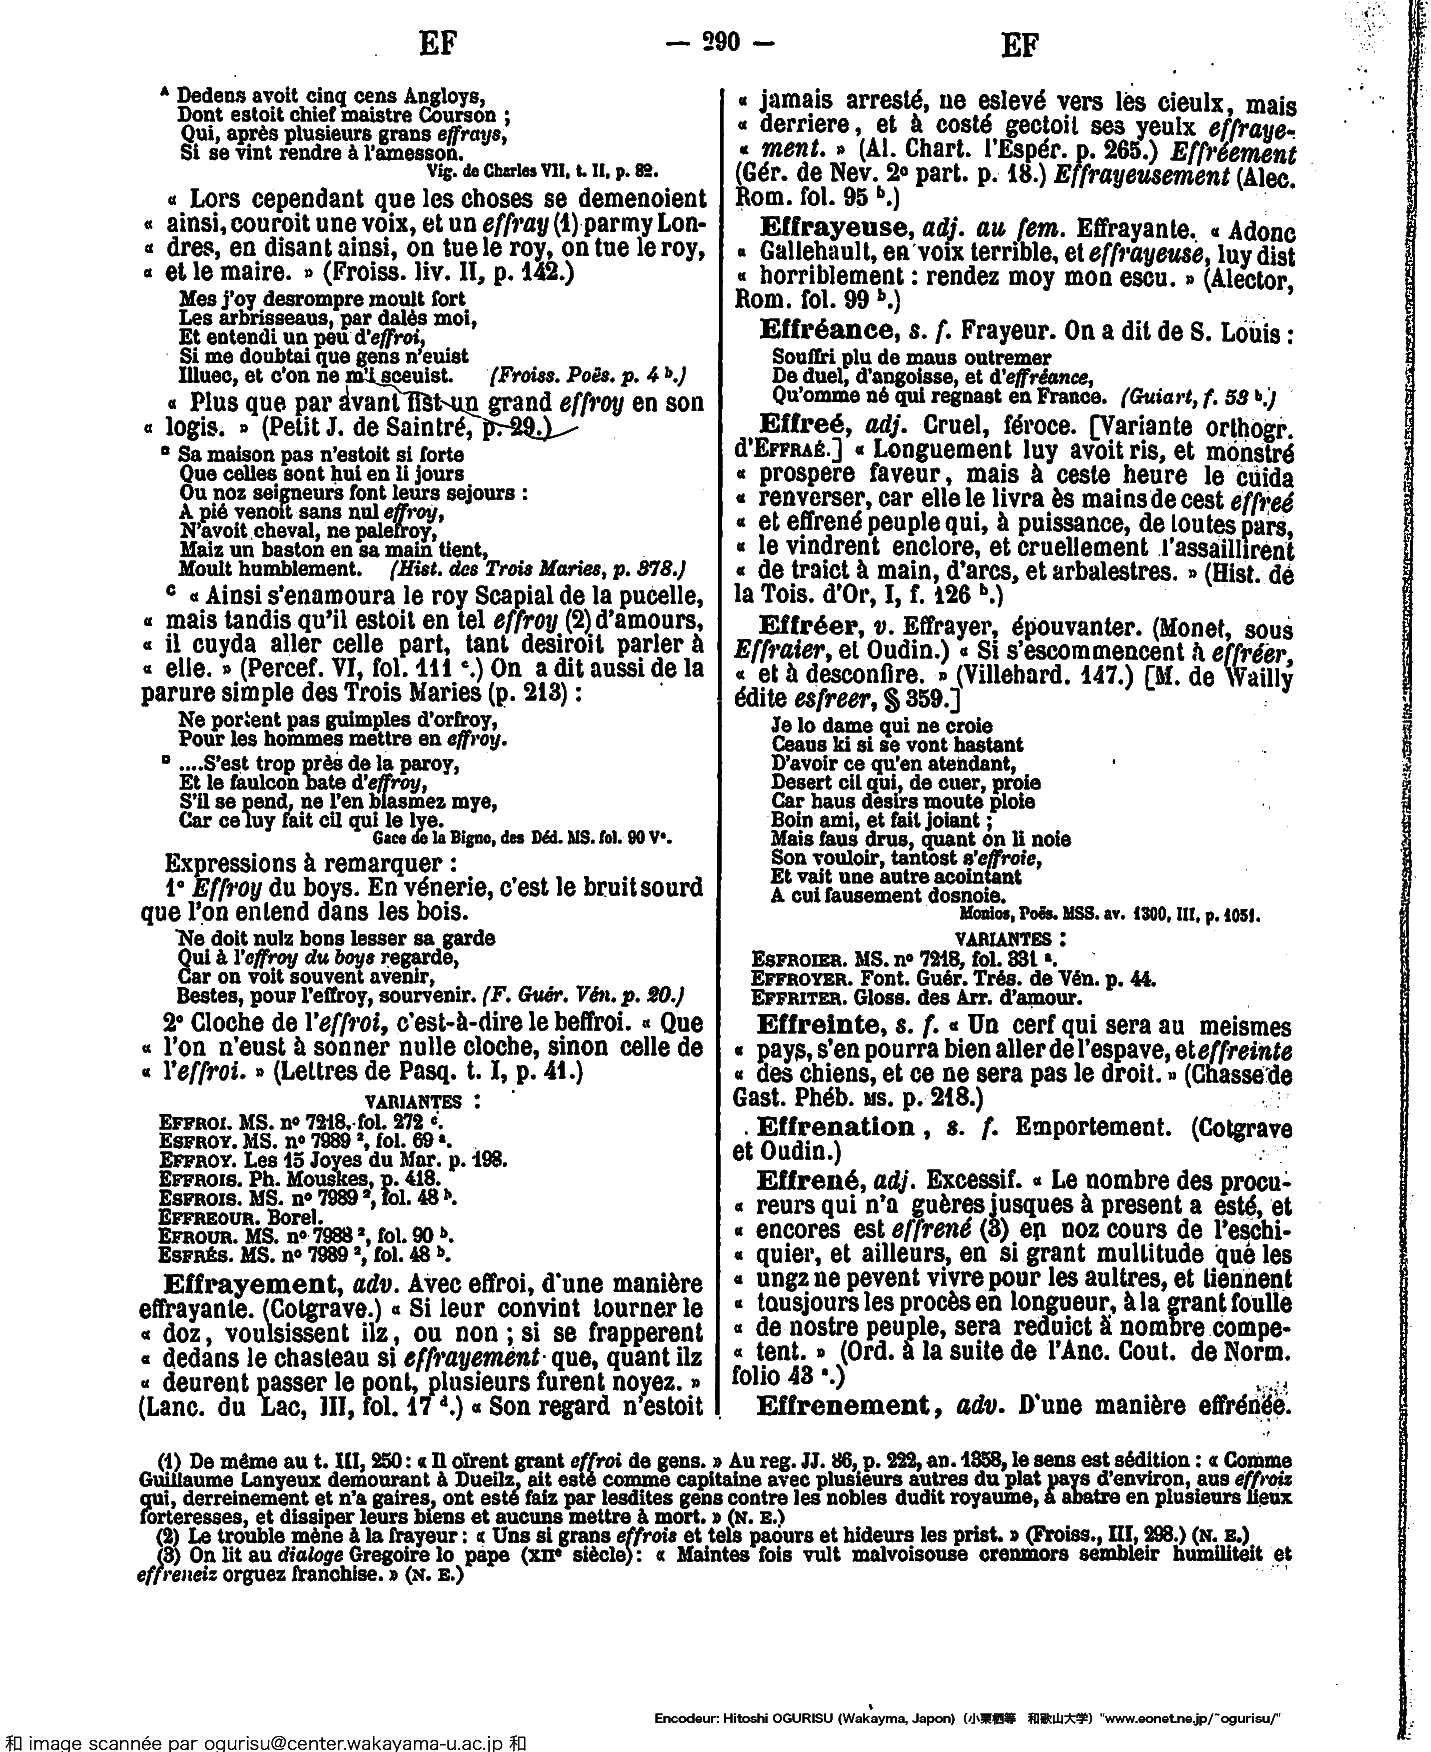 EF — 290 — EF
ᴬ Dedens avoit cinq cens Angloys,
Dont estoit chief maistre Courson ;
Qui, après plusieurs grans effrays,
Si se vint rendre à l'amesson.
Vig. de Charles VII, t. II, p. 82.
« Lors cependant que les choses se demenoient
« ainsi, couroit une voix, et un effray (1) parmy Lon-
« dres, en disant ainsi, on tue le roy, on tue le roy,
« et le maire. » (Froiss. liv. II, p. 142.)
Mes j'oy desrompre moult fort
Les arbrisseaus, par dalés moi,
Et entendi un peu d'effroi,
Si me doubtai que gens n'euist
Illuec, et c'on ne m'i sceuist. (Froiss. Poës. p. 4 ᵇ.)
« Plus que par avant fist un grand effroy en son
« logis. » (Petit J. de Saintré, p. 29.)
ᴮ Sa maison pas n'estoit si forte
Que celles sont hui en li jours
Ou noz seigneurs font leurs sejours :
A pié venoit sans nul effroy,
N'avoit cheval, ne palefroy,
Maiz un baston en sa main tient,
Moult humblement. (Hist. des Trois Maries, p. 378.)
ᶜ « Ainsi s'enamoura le roy Scapial de la pucelle,
« mais tandis qu'il estoit en tel effroy (2) d'amours,
« il cuyda aller celle part, tant desiroit parler à
« elle. » (Percef. VI, fol. 111 ᶜ.) On a dit aussi de la
parure simple des Trois Maries (p. 213) :
Ne portent pas guimples d'orfroy,
Pour les hommes mettre en effroy.
ᴰ ....S'est trop près de la paroy,
Et le faulcon bate d'effroy,
S'il se pend, ne l'en blasmez mye,
Car ce luy fait cil qui le lye.
Gace de la Bigne, des Déd. MS. fol. 90 Vº.
Expressions à remarquer :
1º Effroy du boys. En vénerie, c'est le bruit sourd
que l'on entend dans les bois.
Ne doit nulz bons lesser sa garde
Qui à l'effroy du boys regarde,
Car on voit souvent avenir,
Bestes, pour l'effroy, sourvenir. (F. Guér. Vén. p. 20.)
2º Cloche de l'effroi, c'est-à-dire le beffroi. « Que
« l'on n'eust à sonner nulle cloche, sinon celle de
« l'effroi. » (Lettres de Pasq. t. I, p. 41.)
VARIANTES :
EFFROI. MS. nº 7218, fol. 272 ᶜ.
ESFROY. MS. nº 7989 ², fol. 69 ᵃ.
EFFROY. Les 15 Joyes du Mar. p. 198.
EFFROIS. Ph. Mouskes, p. 418.
ESFROIS. MS. nº 7989 ², fol. 48 ᵇ.
EFFREOUR. Borel.
EFROUR. MS. nº 7988 ², fol. 90 ᵇ.
ESFRÉS. MS. nº 7989 ², fol. 48 ᵇ.
Effrayement, adv. Avec effroi, d'une manière
effrayante. (Cotgrave.) « Si leur convint tourner le
« doz, voulsissent ilz, ou non ; si se frapperent
« dedans le chasteau si effrayement que, quant ilz
« deurent passer le pont, plusieurs furent noyez. »
(Lanc. du Lac, III, fol. 17 ᵈ.) « Son regard n'estoit
« jamais arresté, ne eslevé vers les cieulx, mais
« derriere, et à costé gectoit ses yeulx effraye-
« ment. » (Al. Chart. l'Espér. p. 265.) Effréement
(Gér. de Nev. 2º part. p. 18.) Effrayeusement (Alec.
Rom. fol. 95 ᵇ.)
Effrayeuse, adj. au fem. Effrayante. « Adonc
« Gallehault, en voix terrible, et effrayeuse, luy dist
« horriblement : rendez moy mon escu. » (Alector,
Rom. fol. 99 ᵇ.)
Effréance, s. f. Frayeur. On a dit de S. Louis :
Souffri plu de maus outremer
De duel, d'angoisse, et d'effréance,
Qu'omme né qui regnast en France. (Guiart, f. 53 ᵇ.)
Effreé, adj. Cruel, féroce. [Variante orthogr.
d'EFFRAÉ.] « Longuement luy avoit ris, et monstré
« prospere faveur, mais à ceste heure le cuida
« renverser, car elle le livra ès mains de cest effreé
« et effrené peuple qui, à puissance, de toutes pars,
« le vindrent enclore, et cruellement l'assaillirent
« de traict à main, d'arcs, et arbalestres. » (Hist. de
la Tois. d'Or, I, f. 126 ᵇ.)
Effréer, v. Effrayer, épouvanter. (Monet, sous
Effraier, et Oudin.) « Si s'escommencent à effréer,
« et à desconfire. » (Villehard. 147.) [M. de Wailly
édite esfreer, § 359.]
Je lo dame qui ne croie
Ceaus ki si se vont hastant
D'avoir ce qu'en atendant,
Desert cil qui, de cuer, proie
Car haus desirs moute ploie
Boin ami, et fait joiant ;
Mais faus drus, quant on li noie
Son vouloir, tantost s'effroie,
Et vait une autre acointant
A cui fausement dosnoie.
Monios, Poës. MSS. av. 1300, III, p. 1051.
VARIANTES :
ESFROIER. MS. nº 7218, fol. 331 ᵃ.
EFFROYER. Font. Guér. Trés. de Vén. p. 44.
EFFRITER. Gloss. des Arr. d'amour.
Effreinte, s. f. « Un cerf qui sera au meismes
« pays, s'en pourra bien aller de l'espave, et effreinte
« des chiens, et ce ne sera pas le droit. » (Chasse de
Gast. Phéb. MS. p. 218.)
Effrenation, s. f. Emportement. (Cotgrave
et Oudin.)
Effrené, adj. Excessif. « Le nombre des procu-
« reurs qui n'a guères jusques à present a esté, et
« encores est effrené (3) en noz cours de l'eschi-
« quier, et ailleurs, en si grant multitude que les
« ungz ne pevent vivre pour les aultres, et tiennent
« tousjours les procès en longueur, à la grant foulle
« de nostre peuple, sera reduict à nombre compe-
« tent. » (Ord. à la suite de l'Anc. Cout. de Norm.
folio 43 ᵃ.)
Effrenement, adv. D'une manière effrénée.
(1) De même au t. III, 250 : « Il oïrent grant effroi de gens. » Au reg. JJ. 86, p. 222, an. 1358, le sens est sédition : « Comme
Guillaume Lanyeux demourant à Dueilz, ait esté comme capitaine avec plusieurs autres du plat pays d'environ, aus effroiz
qui, derreinement et n'a gaires, ont esté faiz par lesdites gens contre les nobles dudit royaume, à abatre en plusieurs lieux
forteresses, et dissiper leurs biens et aucuns mettre à mort. » (N. E.)
(2) Le trouble mène à la frayeur : « Uns si grans effrois et tels paours et hideurs les prist. » (Froiss., III, 298.) (N. E.)
(3) On lit au dialoge Gregoire lo pape (XIIᵉ siècle) : « Maintes fois vult malvoisouse crenmors sembleir humiliteit et
effreneiz orguez franchise. » (N. E.)
Encodeur: Hitoshi OGURISU (Wakayma, Japon) (小栗栖等 和歌山大学) "www.eonet.ne.jp/~ogurisu/"
和 image scannée par ogurisu@center.wakayama-u.ac.jp 和